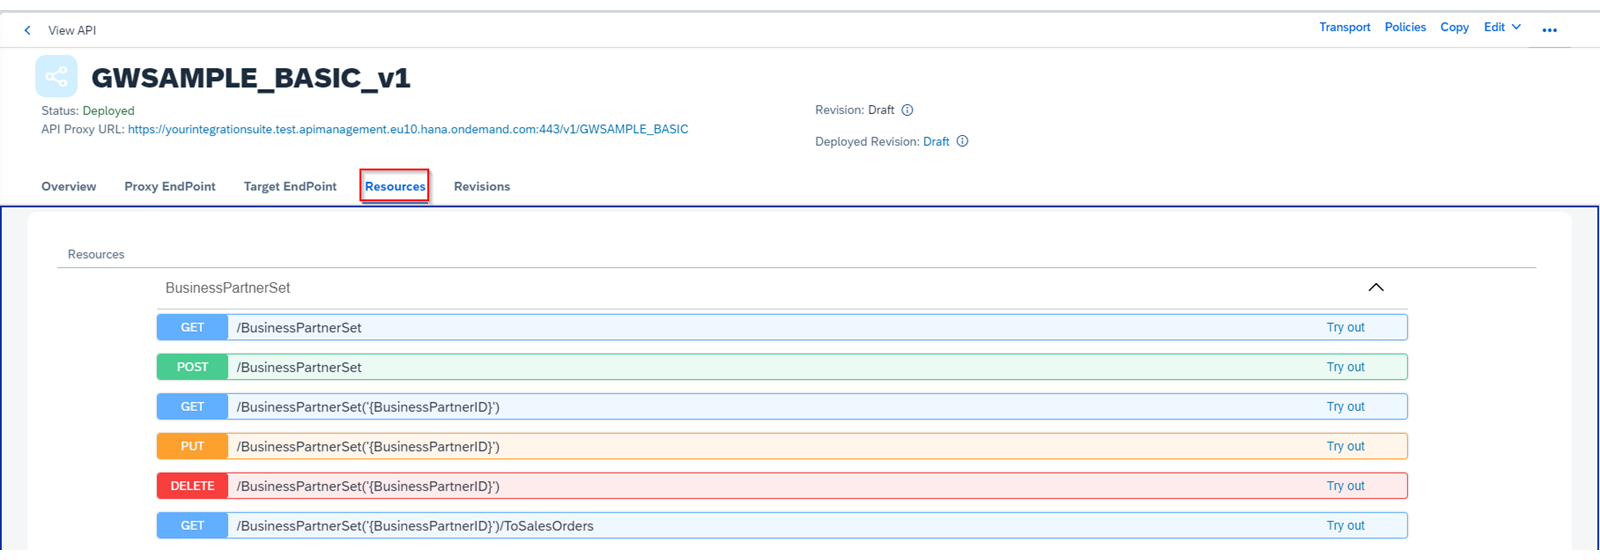 View API
Transport Policies Copy Edit
GWSAMPLE_BASIC_v1
Status: Deployed
Revision: Draft
API Proxy URL: https://yourintegrationsuite.test.apimanagement.eu10.hana.ondemand.com:443/v1/GWSAMPLE_BASIC
Deployed Revision: Draft
Overview Proxy EndPoint Target EndPoint Resources Revisions
Resources
BusinessPartnerSet
GET /BusinessPartnerSet Try out
POST /BusinessPartnerSet Try out
GET /BusinessPartnerSet('{BusinessPartnerID}') Try out
PUT /BusinessPartnerSet('{BusinessPartnerID}') Try out
DELETE /BusinessPartnerSet('{BusinessPartnerID}') Try out
GET /BusinessPartnerSet('{BusinessPartnerID}')/ToSalesOrders Try out